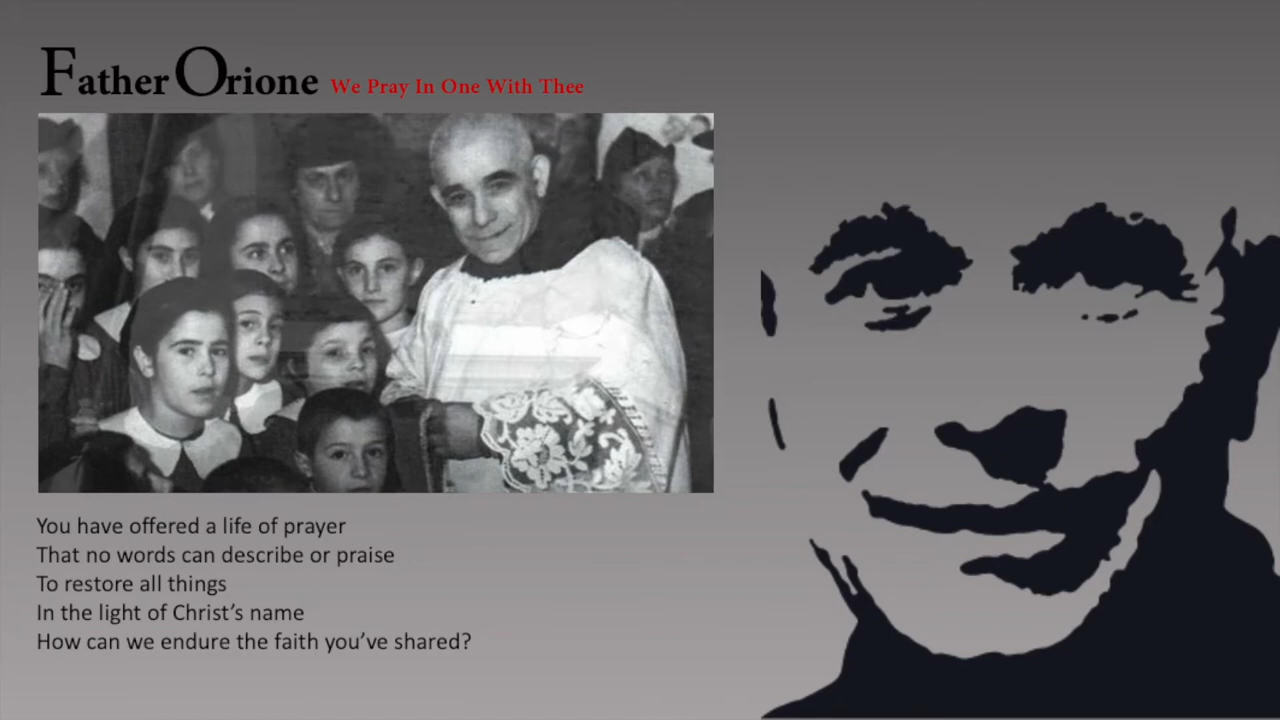 Father Orione We Pray In One With Thee
You have offered a life of prayer
That no words can describe or praise
To restore all things
In the light of Christ’s name
How can we endure the faith you’ve shared?